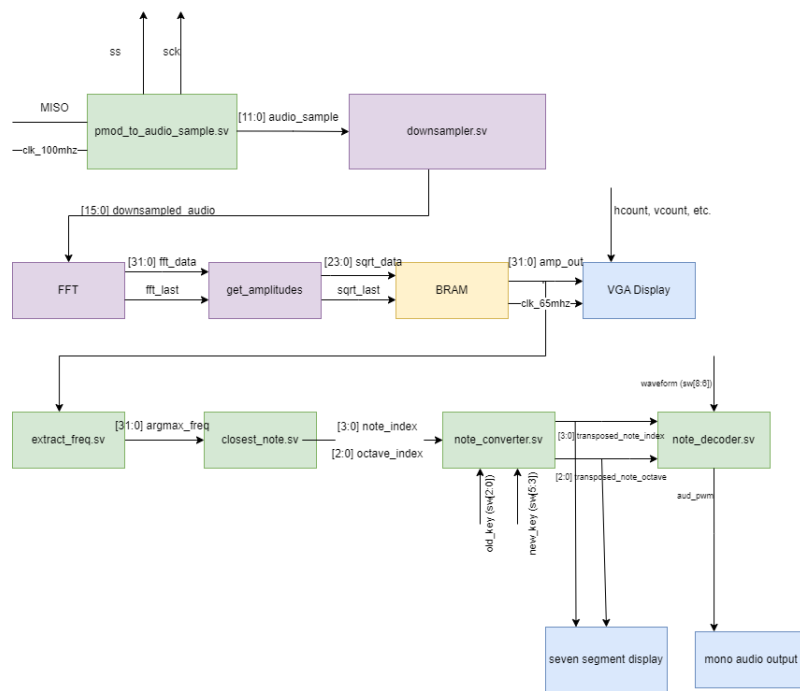 ss
sck
MISO
clk_100mhz
pmod_to_audio_sample.sv
[11:0] audio_sample
downsampler.sv
[15:0] downsampled_audio
hcount, vcount, etc.
FFT
[31:0] fft_data
fft_last
get_amplitudes
[23:0] sqrt_data
sqrt_last
BRAM
[31:0] amp_out
clk_65mhz
VGA Display
waveform (sw[8:6])
extract_freq.sv
[31:0] argmax_freq
closest_note.sv
[3:0] note_index
[2:0] octave_index
note_converter.sv
[3:0] transposed_note_index
[2:0] transposed_note_octave
note_decoder.sv
old_key (sw[2:0])
new_key (sw[5:3])
aud_pwm
seven segment display
mono audio output